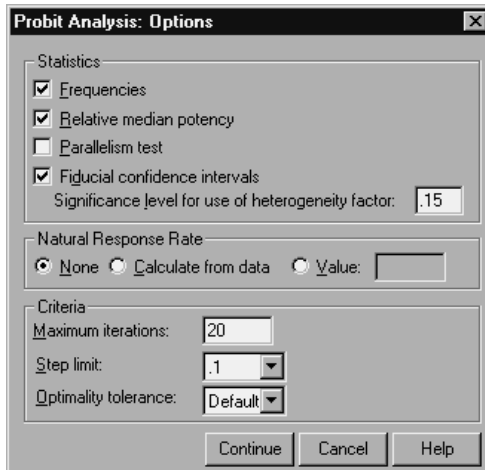 Probit Analysis: Options
Statistics
Frequencies
Relative median potency
Parallelism test
Fiducial confidence intervals
Significance level for use of heterogeneity factor: .15
Natural Response Rate
None Calculate from data Value:
Criteria
Maximum iterations: 20
Step limit: .1
Optimality tolerance: Default
Continue Cancel Help